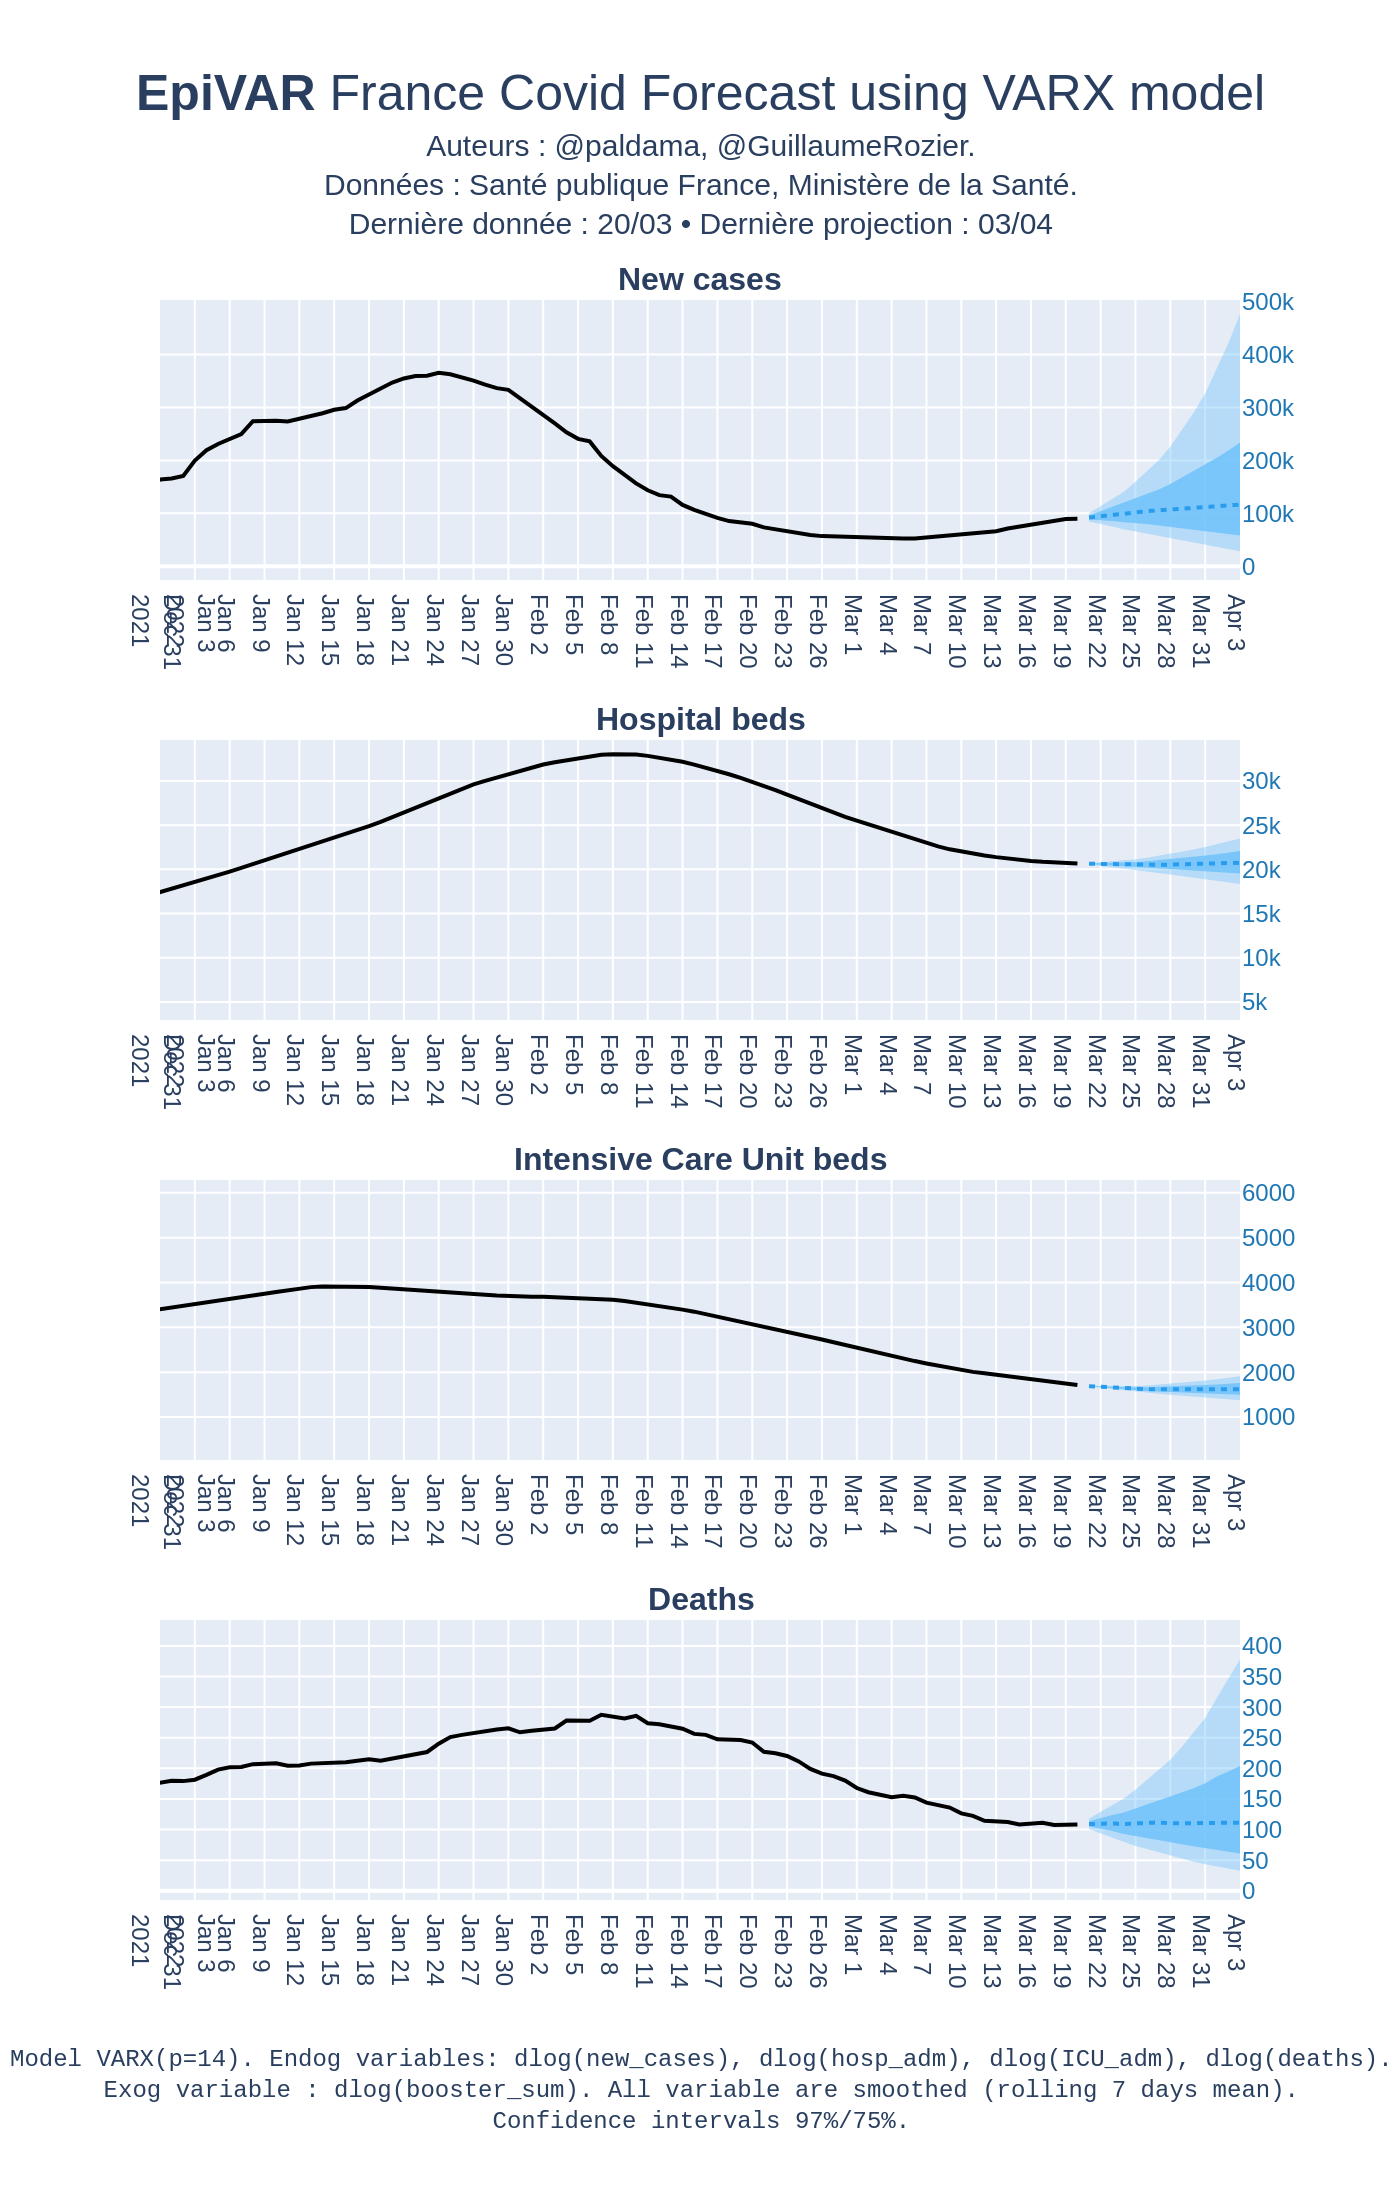 EpiVAR France Covid Forecast using VARX model
Auteurs : @paldama, @GuillaumeRozier.
Données : Santé publique France, Ministère de la Santé.
Dernière donnée : 20/03 • Dernière projection : 03/04
New cases
500k
400k
300k
200k
100k
0
Dec 31
2021
Jan 3
2022
Jan 6
Jan 9
Jan 12
Jan 15
Jan 18
Jan 21
Jan 24
Jan 27
Jan 30
Feb 2
Feb 5
Feb 8
Feb 11
Feb 14
Feb 17
Feb 20
Feb 23
Feb 26
Mar 1
Mar 4
Mar 7
Mar 10
Mar 13
Mar 16
Mar 19
Mar 22
Mar 25
Mar 28
Mar 31
Apr 3
Hospital beds
30k
25k
20k
15k
10k
5k
Dec 31
2021
Jan 3
2022
Jan 6
Jan 9
Jan 12
Jan 15
Jan 18
Jan 21
Jan 24
Jan 27
Jan 30
Feb 2
Feb 5
Feb 8
Feb 11
Feb 14
Feb 17
Feb 20
Feb 23
Feb 26
Mar 1
Mar 4
Mar 7
Mar 10
Mar 13
Mar 16
Mar 19
Mar 22
Mar 25
Mar 28
Mar 31
Apr 3
Intensive Care Unit beds
6000
5000
4000
3000
2000
1000
Dec 31
2021
Jan 3
2022
Jan 6
Jan 9
Jan 12
Jan 15
Jan 18
Jan 21
Jan 24
Jan 27
Jan 30
Feb 2
Feb 5
Feb 8
Feb 11
Feb 14
Feb 17
Feb 20
Feb 23
Feb 26
Mar 1
Mar 4
Mar 7
Mar 10
Mar 13
Mar 16
Mar 19
Mar 22
Mar 25
Mar 28
Mar 31
Apr 3
Deaths
400
350
300
250
200
150
100
50
0
Dec 31
2021
Jan 3
2022
Jan 6
Jan 9
Jan 12
Jan 15
Jan 18
Jan 21
Jan 24
Jan 27
Jan 30
Feb 2
Feb 5
Feb 8
Feb 11
Feb 14
Feb 17
Feb 20
Feb 23
Feb 26
Mar 1
Mar 4
Mar 7
Mar 10
Mar 13
Mar 16
Mar 19
Mar 22
Mar 25
Mar 28
Mar 31
Apr 3
Model VARX(p=14). Endog variables: dlog(new_cases), dlog(hosp_adm), dlog(ICU_adm), dlog(deaths).
Exog variable : dlog(booster_sum). All variable are smoothed (rolling 7 days mean).
Confidence intervals 97%/75%.